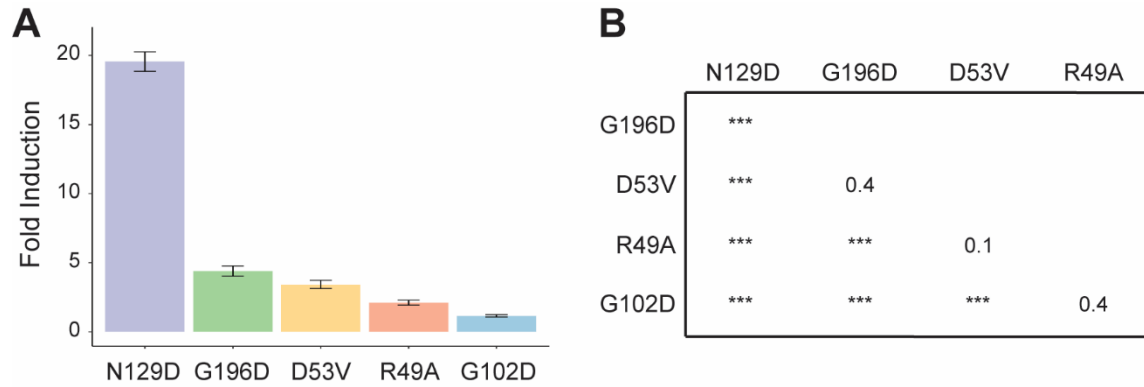 A
Fold Induction
20
15
10
5
0
N129D G196D D53V R49A G102D
B
N129D G196D D53V R49A
G196D ***
D53V *** 0.4
R49A *** *** 0.1
G102D *** *** *** 0.4